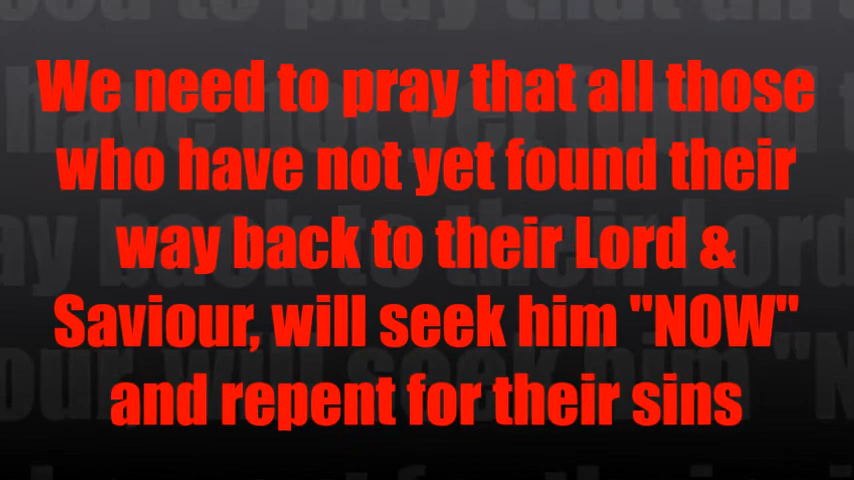 We need to pray that all those
who have not yet found their
way back to their Lord &
Saviour, will seek him "NOW"
and repent for their sins